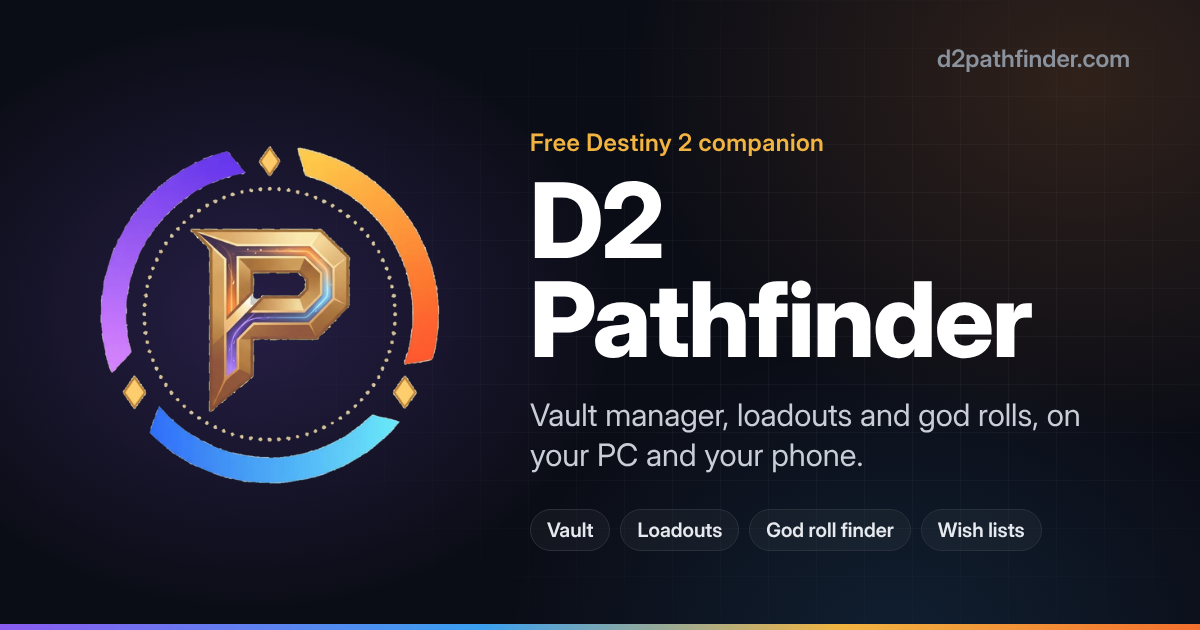 d2pathfinder.com
Free Destiny 2 companion
D2
Pathfinder
Vault manager, loadouts and god rolls, on
your PC and your phone.
Vault
Loadouts
God roll finder
Wish lists
P